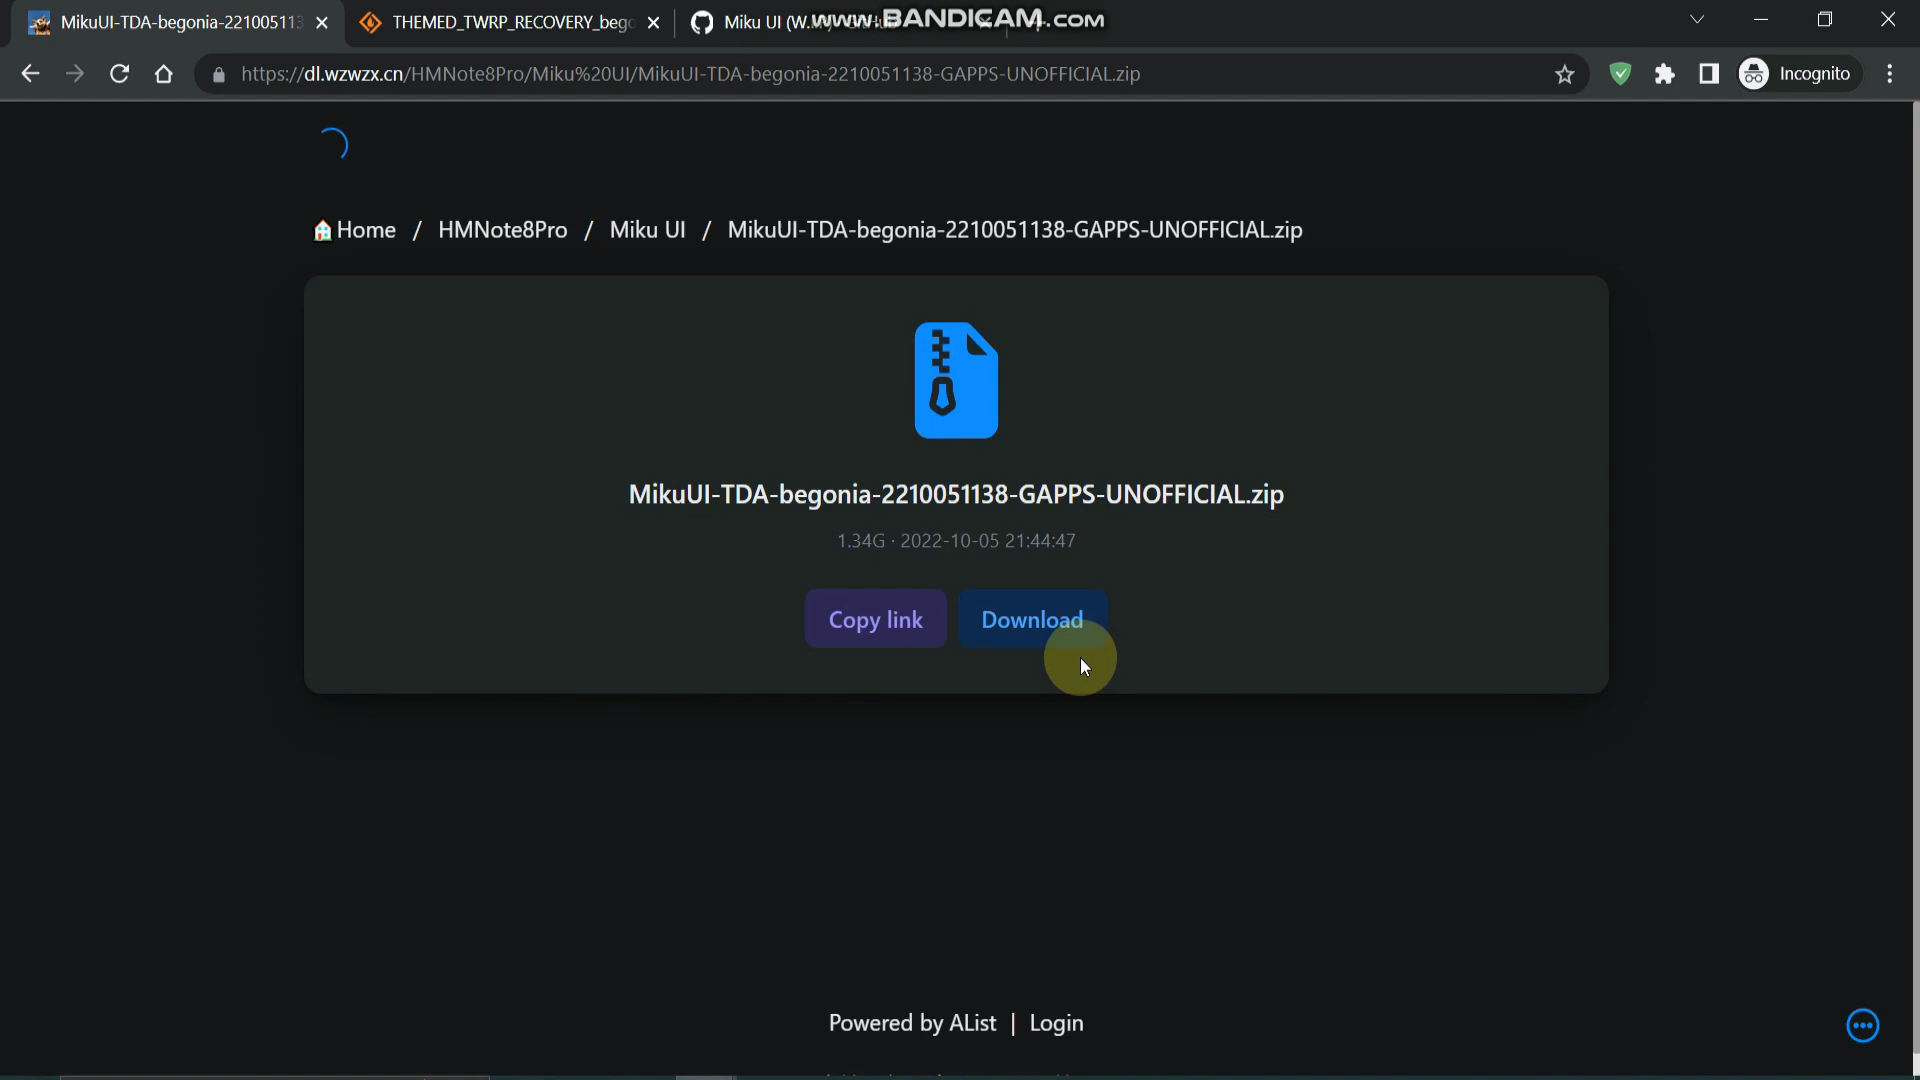 MikuUI-TDA-begonia-221005113
THEMED_TWRP_RECOVERY_bego
Miku UI (W...
www.BANDICAM.COM
https://dl.wzwzx.cn/HMNote8Pro/Miku%20UI/MikuUI-TDA-begonia-2210051138-GAPPS-UNOFFICIAL.zip
Incognito
Home / HMNote8Pro / Miku UI / MikuUI-TDA-begonia-2210051138-GAPPS-UNOFFICIAL.zip
MikuUI-TDA-begonia-2210051138-GAPPS-UNOFFICIAL.zip
1.34G · 2022-10-05 21:44:47
Copy link
Download
Powered by AList | Login